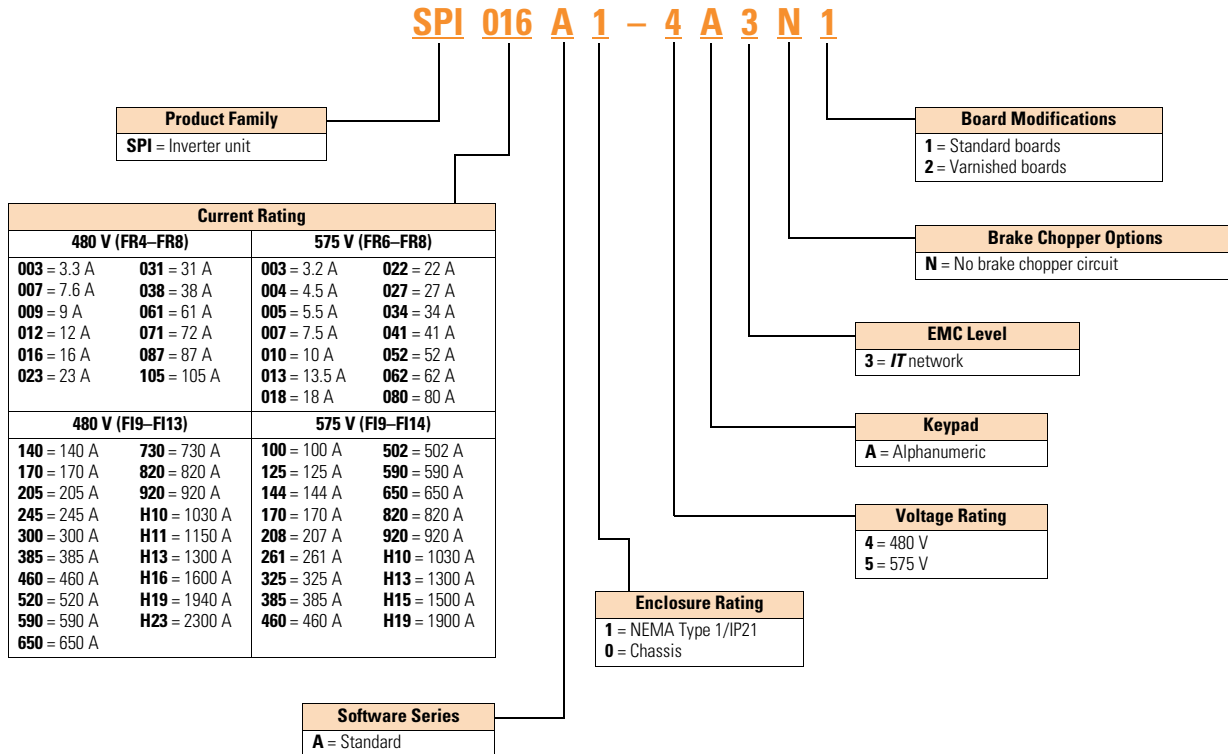 SPI 016 A 1 – 4 A 3 N 1
Product Family
SPI = Inverter unit
Board Modifications
1 = Standard boards
2 = Varnished boards
Current Rating
480 V (FR4–FR8) 575 V (FR6–FR8)
003 = 3.3 A 031 = 31 A 003 = 3.2 A 022 = 22 A
007 = 7.6 A 038 = 38 A 004 = 4.5 A 027 = 27 A
009 = 9 A 061 = 61 A 005 = 5.5 A 034 = 34 A
012 = 12 A 071 = 72 A 007 = 7.5 A 041 = 41 A
016 = 16 A 087 = 87 A 010 = 10 A 052 = 52 A
023 = 23 A 105 = 105 A 013 = 13.5 A 062 = 62 A
018 = 18 A 080 = 80 A
480 V (FI9–FI13) 575 V (FI9–FI14)
140 = 140 A 730 = 730 A 100 = 100 A 502 = 502 A
170 = 170 A 820 = 820 A 125 = 125 A 590 = 590 A
205 = 205 A 920 = 920 A 144 = 144 A 650 = 650 A
245 = 245 A H10 = 1030 A 170 = 170 A 820 = 820 A
300 = 300 A H11 = 1150 A 208 = 207 A 920 = 920 A
385 = 385 A H13 = 1300 A 261 = 261 A H10 = 1030 A
460 = 460 A H16 = 1600 A 325 = 325 A H13 = 1300 A
520 = 520 A H19 = 1940 A 385 = 385 A H15 = 1500 A
590 = 590 A H23 = 2300 A 460 = 460 A H19 = 1900 A
650 = 650 A
Brake Chopper Options
N = No brake chopper circuit
EMC Level
3 = IT network
Keypad
A = Alphanumeric
Voltage Rating
4 = 480 V
5 = 575 V
Enclosure Rating
1 = NEMA Type 1/IP21
0 = Chassis
Software Series
A = Standard